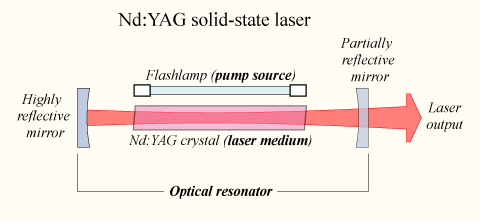 Nd:YAG solid-state laser
Partially
reflective
mirror
Flashlamp (pump source)
Highly
reflective
mirror
Laser
output
Nd:YAG crystal (laser medium)
Optical resonator